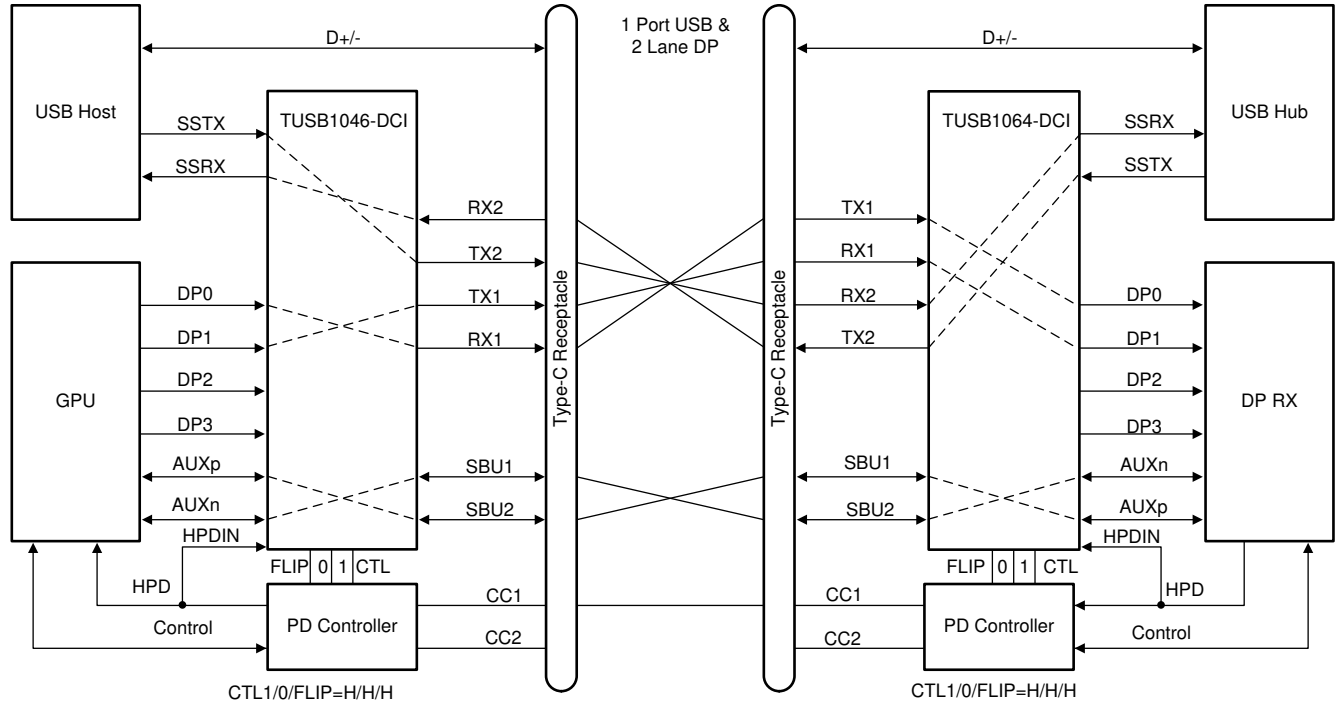 1 Port USB &
2 Lane DP
USB Host
D+/-
SSTX
SSRX
TUSB1046-DCI
RX2
TX2
TX1
RX1
GPU
DP0
DP1
DP2
DP3
AUXp
AUXn
SBU1
SBU2
HPDIN
FLIP 0 1 CTL
HPD
Control
PD Controller
CC1
CC2
CTL1/0/FLIP=H/H/H
Type-C Receptacle
Type-C Receptacle
D+/-
TUSB1064-DCI
SSRX
SSTX
USB Hub
TX1
RX1
RX2
TX2
DP0
DP1
DP2
DP3
DP RX
SBU1
SBU2
AUXn
AUXp
HPDIN
FLIP 0 1 CTL
HPD
CC1
CC2
PD Controller
Control
CTL1/0/FLIP=H/H/H